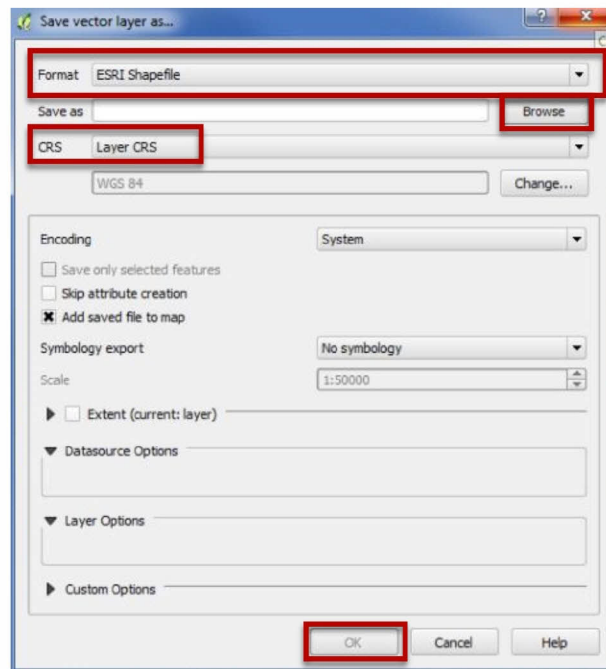 Save vector layer as...
Format ESRI Shapefile
Save as Browse
CRS Layer CRS
WGS 84 Change...
Encoding System
Save only selected features
Skip attribute creation
Add saved file to map
Symbology export No symbology
Scale 1:50000
Extent (current: layer)
Datasource Options
Layer Options
Custom Options
OK Cancel Help